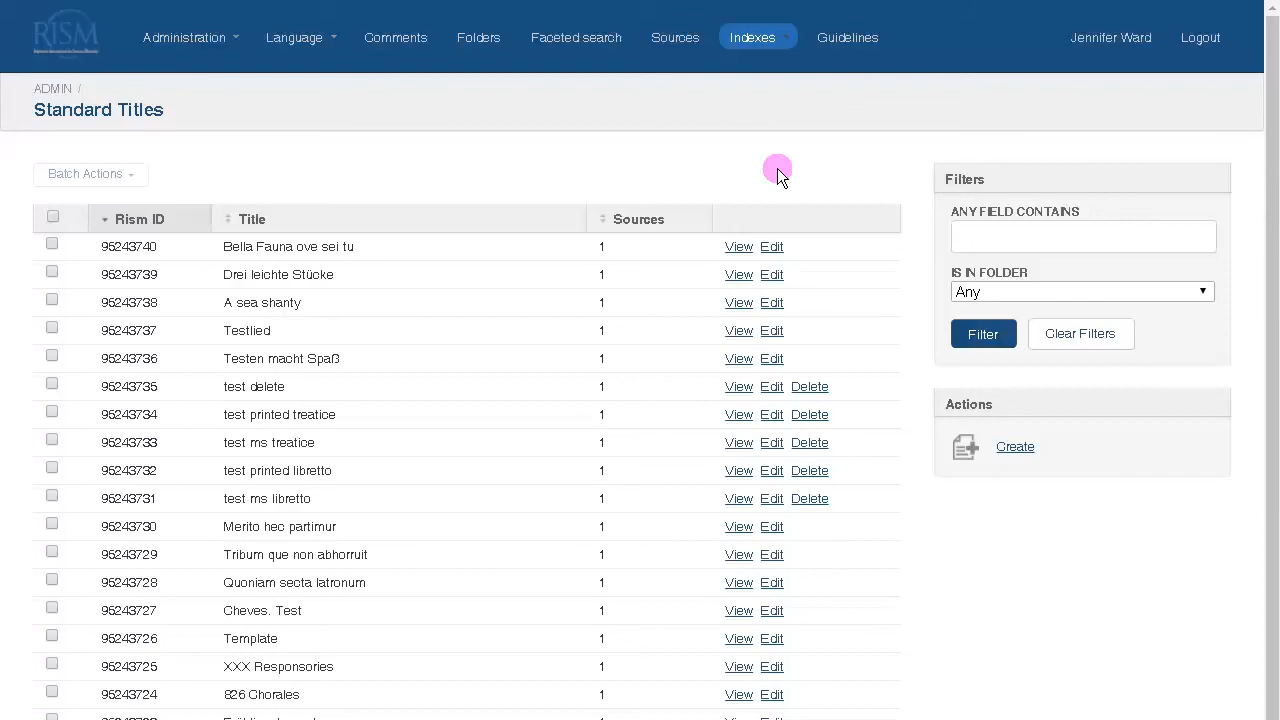 RISM
Administration Language Comments Folders Faceted search Sources Indexes Guidelines Jennifer Ward Logout
ADMIN /
Standard Titles
Batch Actions
Rism ID Title Sources
95243740 Bella Fauna ove sei tu 1 View Edit
95243739 Drei leichte Stücke 1 View Edit
95243738 A sea shanty 1 View Edit
95243737 Testlied 1 View Edit
95243736 Testen macht Spaß 1 View Edit
95243735 test delete 1 View Edit Delete
95243734 test printed treatice 1 View Edit Delete
95243733 test ms treatice 1 View Edit Delete
95243732 test printed libretto 1 View Edit Delete
95243731 test ms libretto 1 View Edit Delete
95243730 Merito hec partimur 1 View Edit
95243729 Tribum que non abhorruit 1 View Edit
95243728 Quoniam secta latronum 1 View Edit
95243727 Cheves. Test 1 View Edit
95243726 Template 1 View Edit
95243725 XXX Responsories 1 View Edit
95243724 826 Chorales 1 View Edit
Filters
ANY FIELD CONTAINS
IS IN FOLDER
Any
Filter Clear Filters
Actions
Create